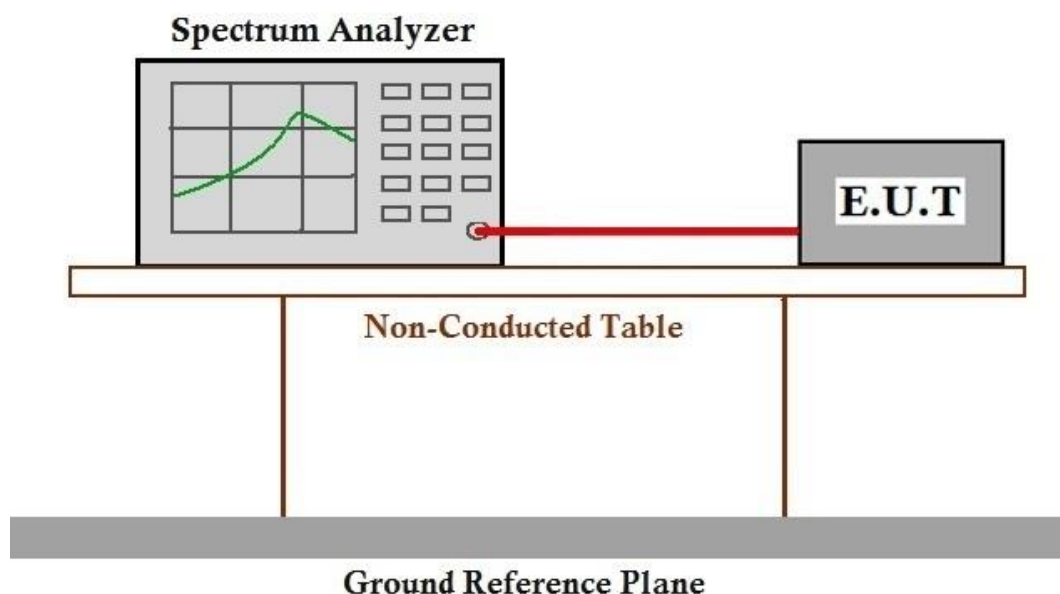 Spectrum Analyzer
E.U.T
Non-Conducted Table
Ground Reference Plane